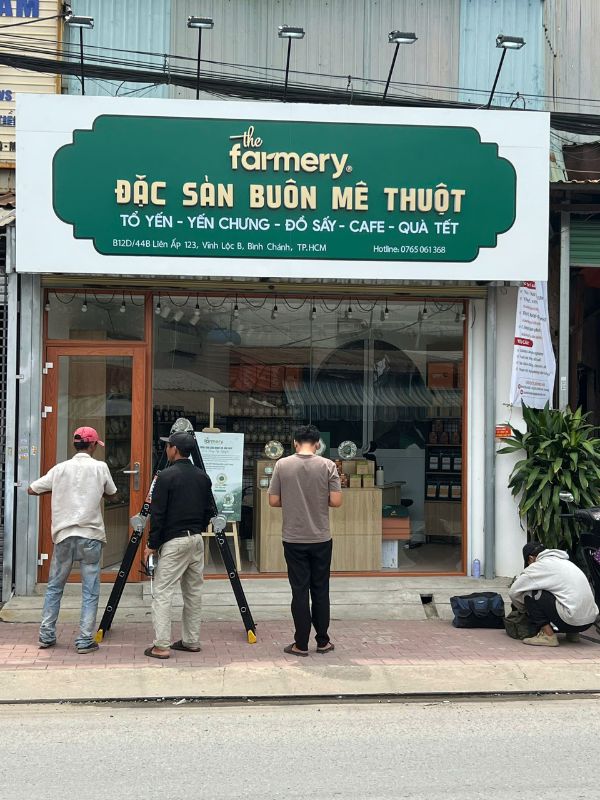 the
farmery®
ĐẶC SẢN BUÔN MÊ THUỘT
TỔ YẾN - YẾN CHƯNG - ĐỒ SẤY - CAFE - QUÀ TẾT
B12D/44B Liên Ấp 123, Vĩnh Lộc B, Bình Chánh, TP.HCM
Hotline: 0765 061 368
farmery